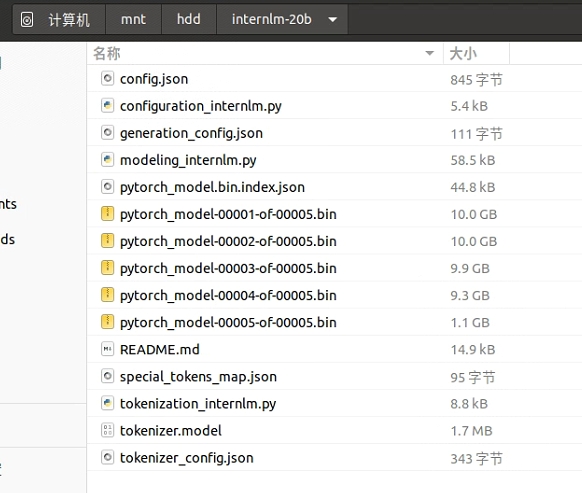 计算机 mnt hdd internlm-20b
名称 大小
config.json 845 字节
configuration_internlm.py 5.4 kB
generation_config.json 111 字节
modeling_internlm.py 58.5 kB
pytorch_model.bin.index.json 44.8 kB
nts
pytorch_model-00001-of-00005.bin 10.0 GB
ds
pytorch_model-00002-of-00005.bin 10.0 GB
pytorch_model-00003-of-00005.bin 9.9 GB
pytorch_model-00004-of-00005.bin 9.3 GB
pytorch_model-00005-of-00005.bin 1.1 GB
README.md 14.9 kB
special_tokens_map.json 95 字节
tokenization_internlm.py 8.8 kB
tokenizer.model 1.7 MB
tokenizer_config.json 343 字节